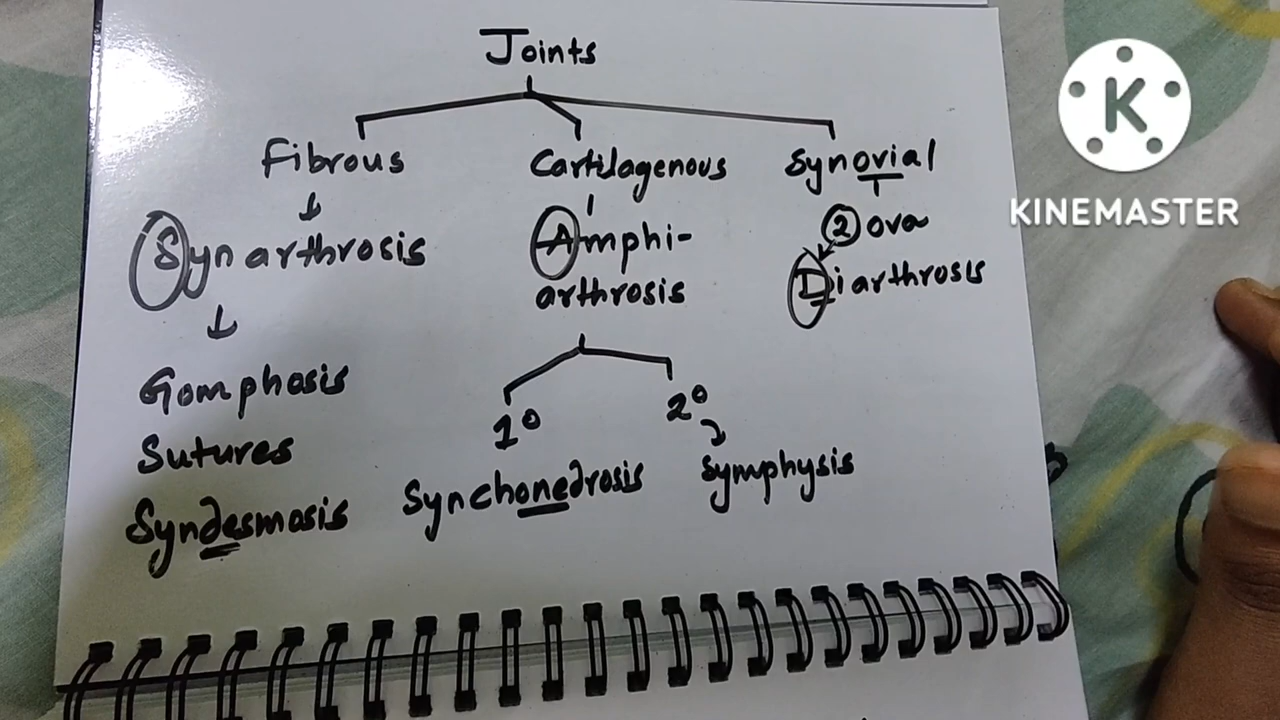 Joints
Fibrous
Cartilagenous
Synovial
Synarthrosis
Amphi-
arthrosis
2 ova
Diarthrosis
Gomphosis
Sutures
Syndesmosis
1°
2°
Synchonedrosis
Symphysis
K
KINEMASTER